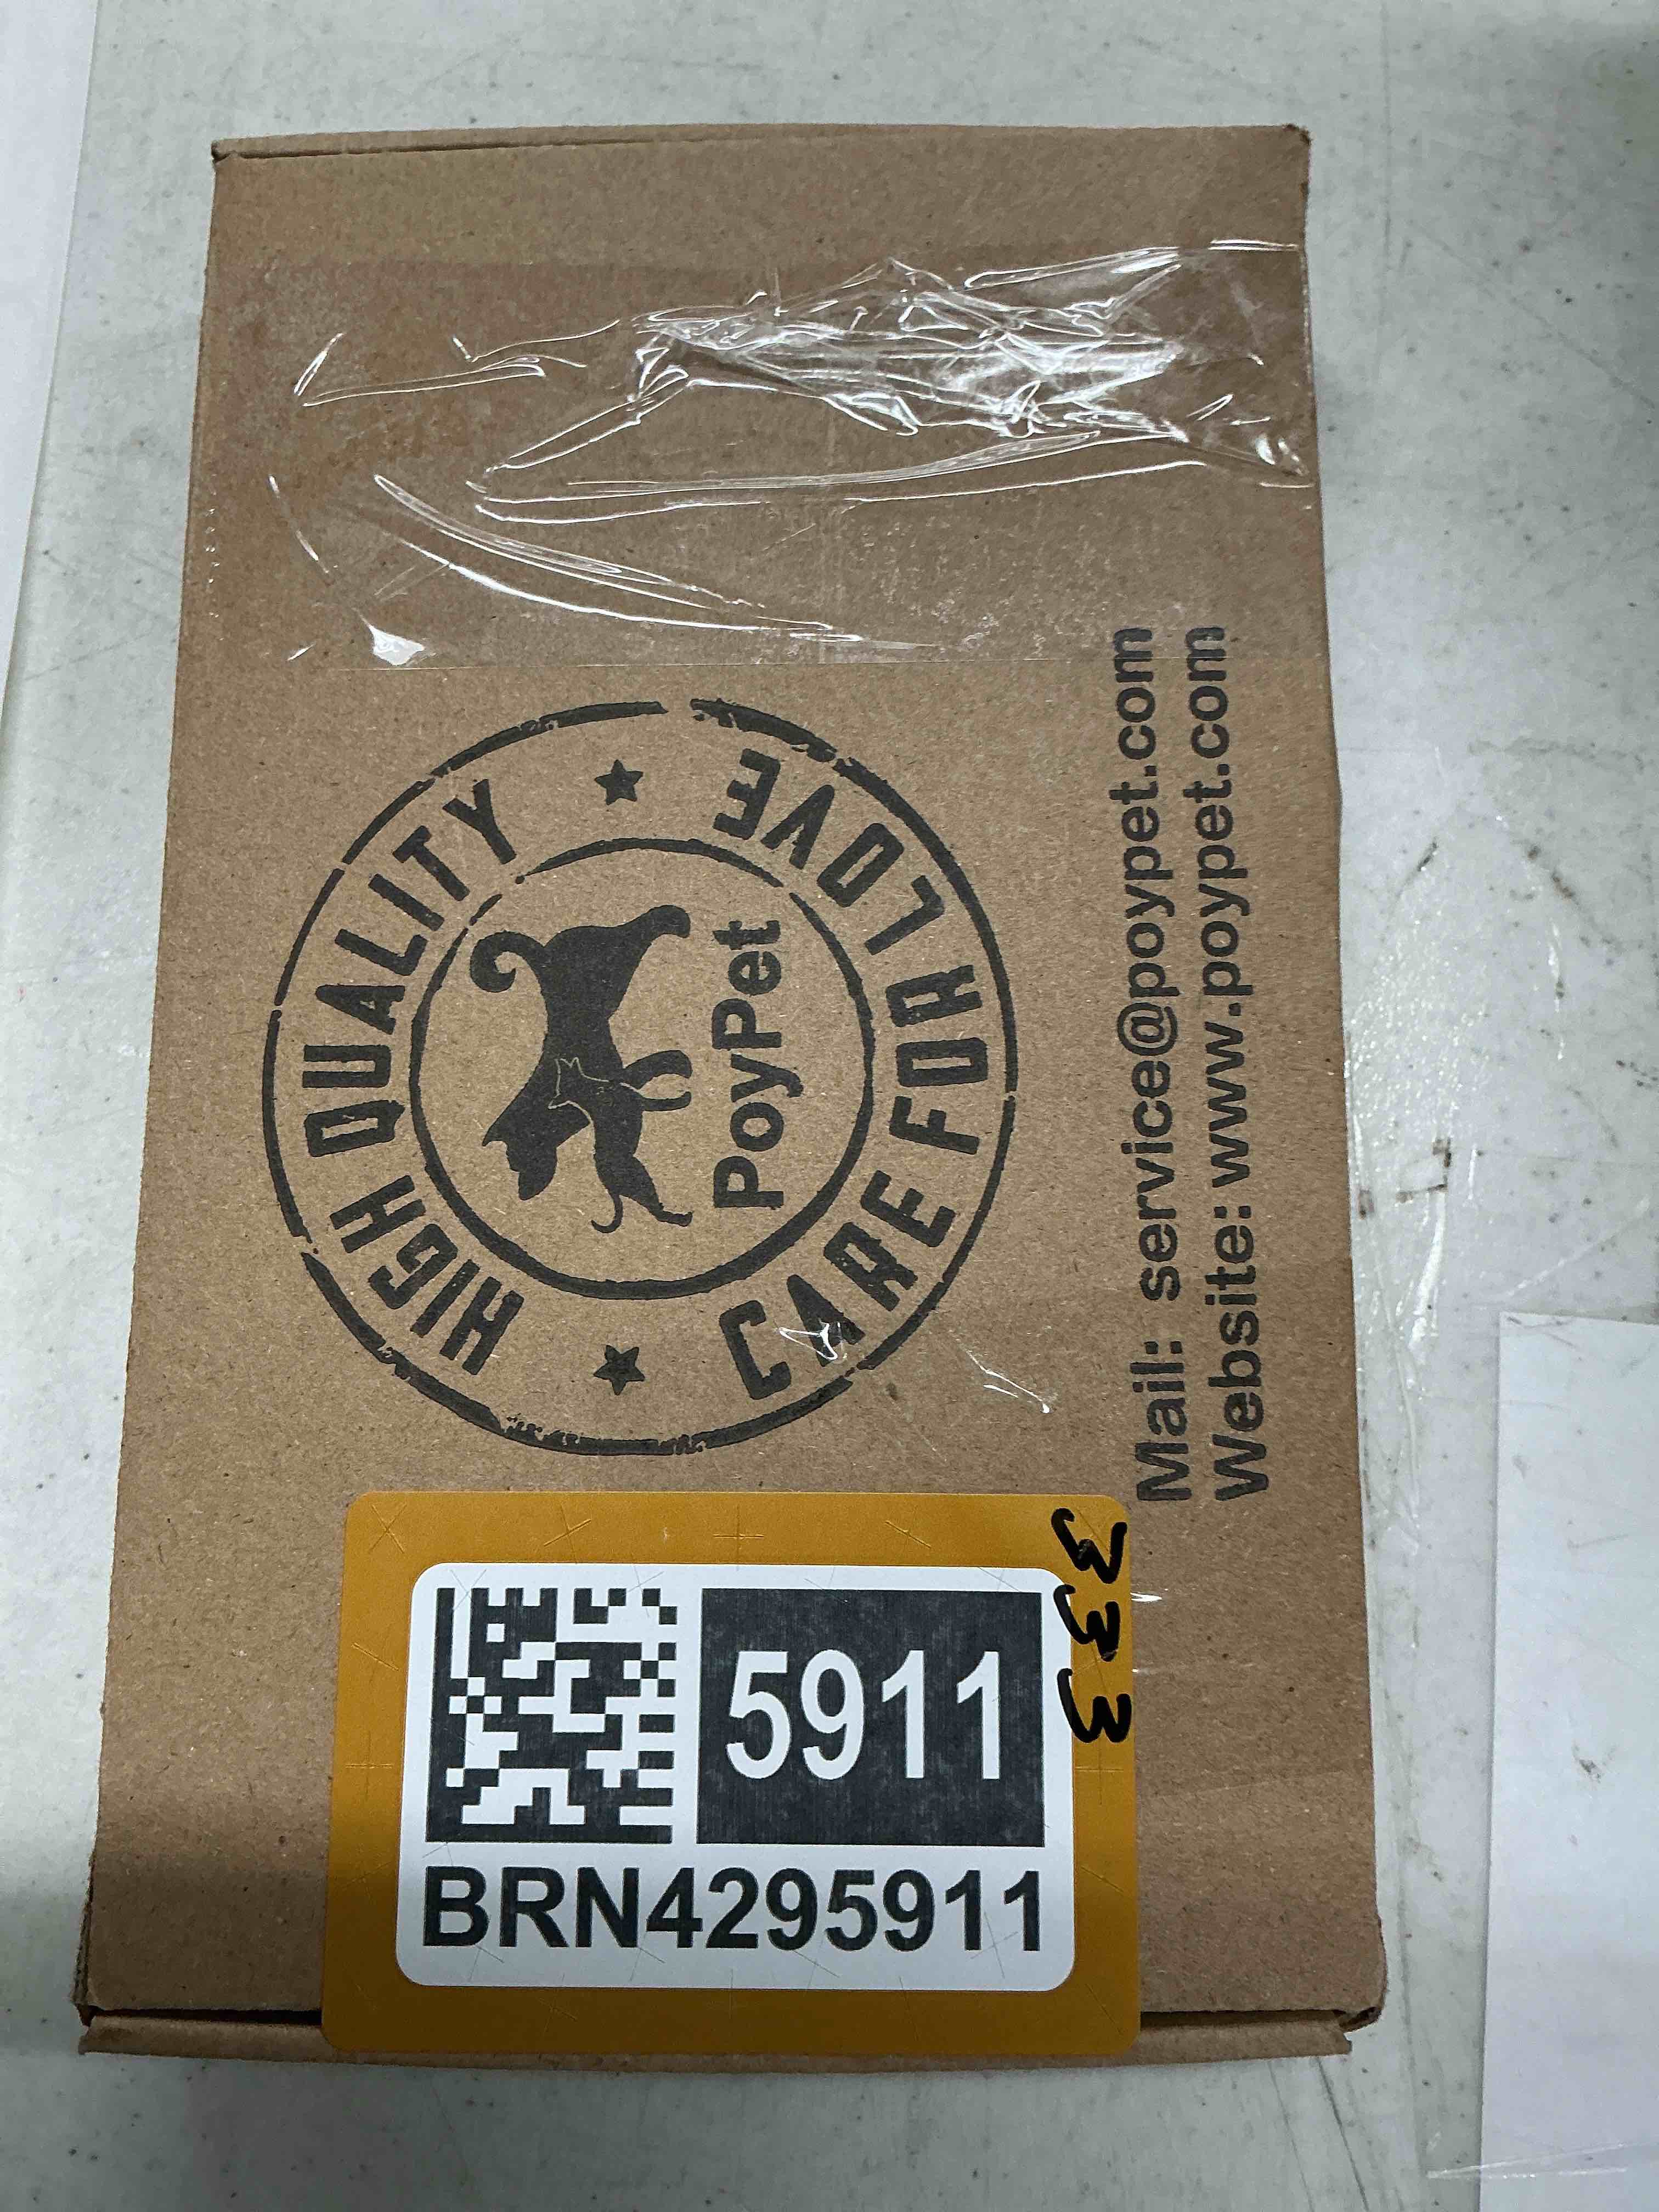 HIGH QUALITY
PoyPet
CARE FOR LOVE
Mail: service@poypet.com
Website: www.poypet.com
333
5911
BRN4295911